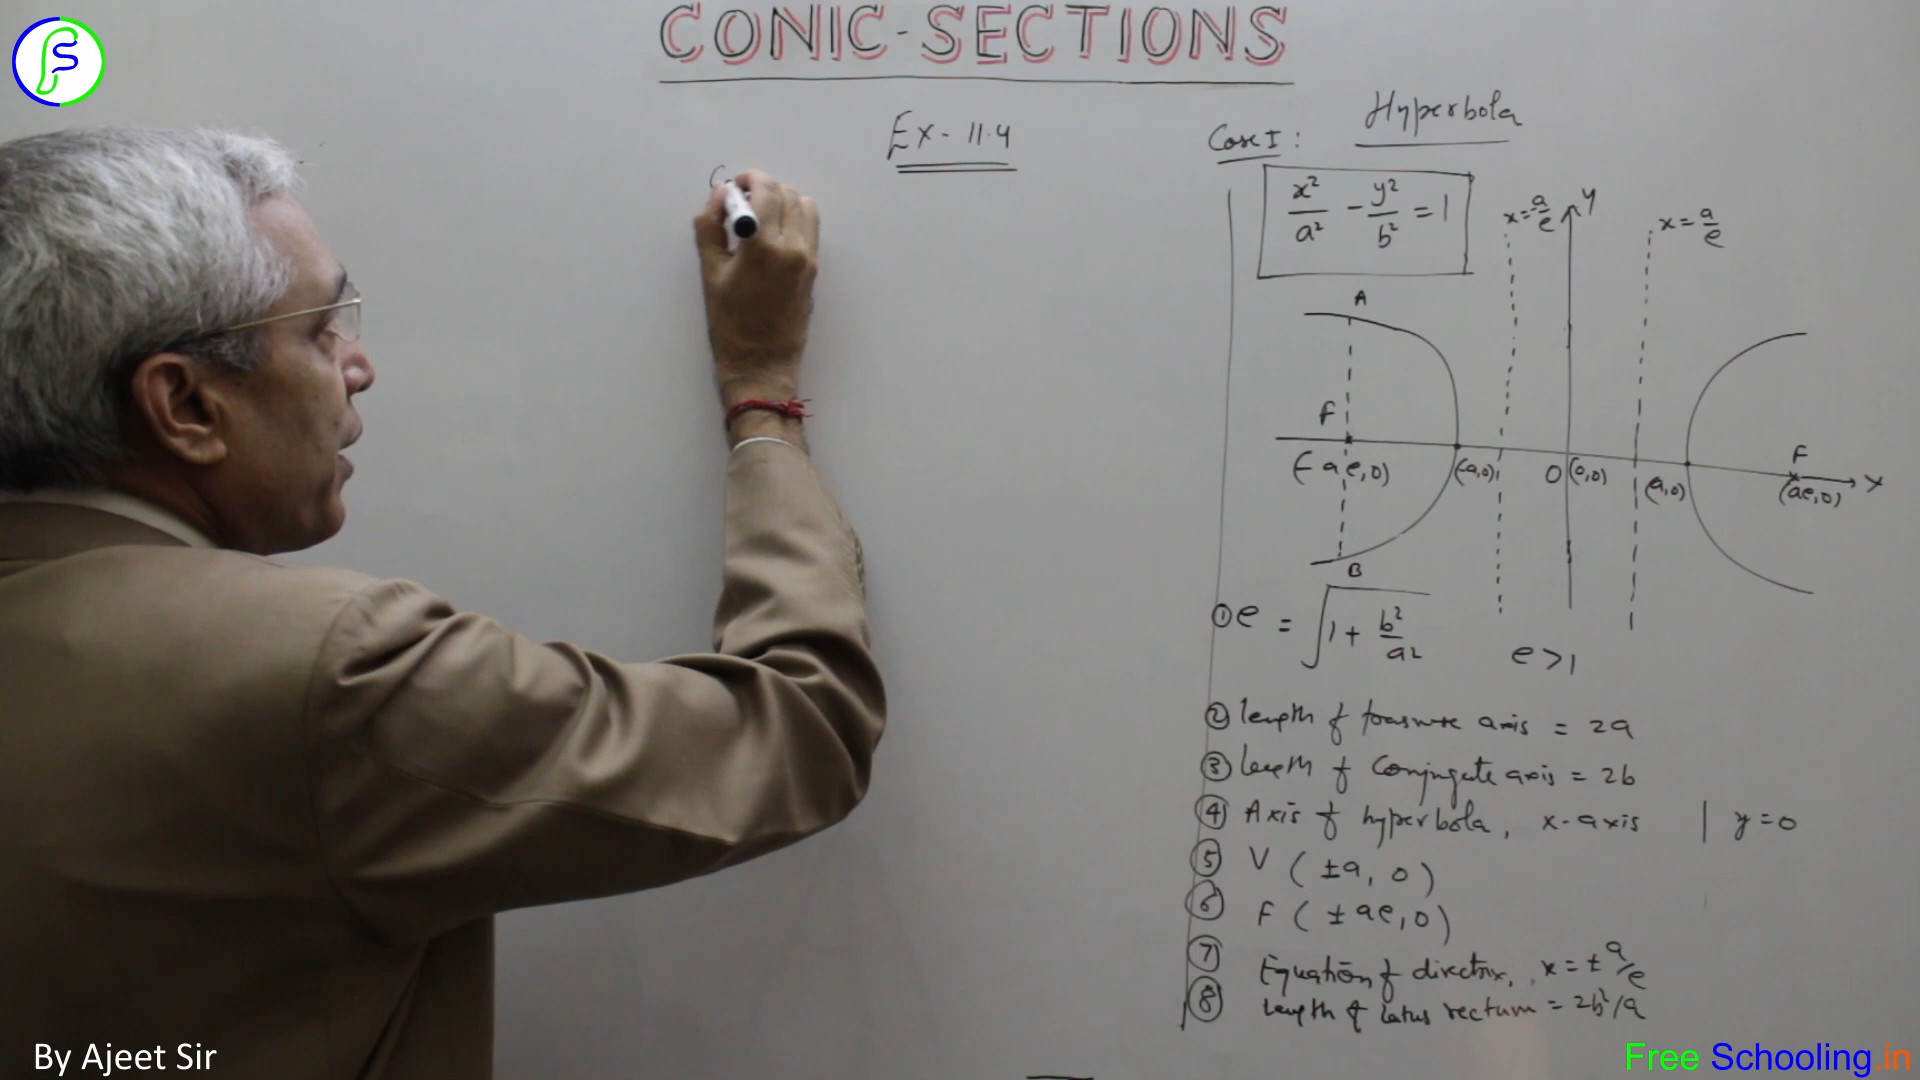 CONIC-SECTIONS
Ex- 11.4
Hyperbola
Case I :
x²/a² - y²/b² = 1
x=-a/e
y
x=a/e
A
F
F
(-ae,0)
(-a,0)
O (0,0)
(a,0)
(ae,0)
x
B
① e = √1 + b²/a²
e>1
② length of transverse axis = 2a
③ length of Conjugate axis = 2b
④ Axis of hyperbola, x-axis | y=0
⑤ V (±a, 0)
⑥ F (±ae,0)
⑦ Equation of directrix, x=±a/e
⑧ length of latus rectum = 2b²/a
By Ajeet Sir
Free Schooling.in